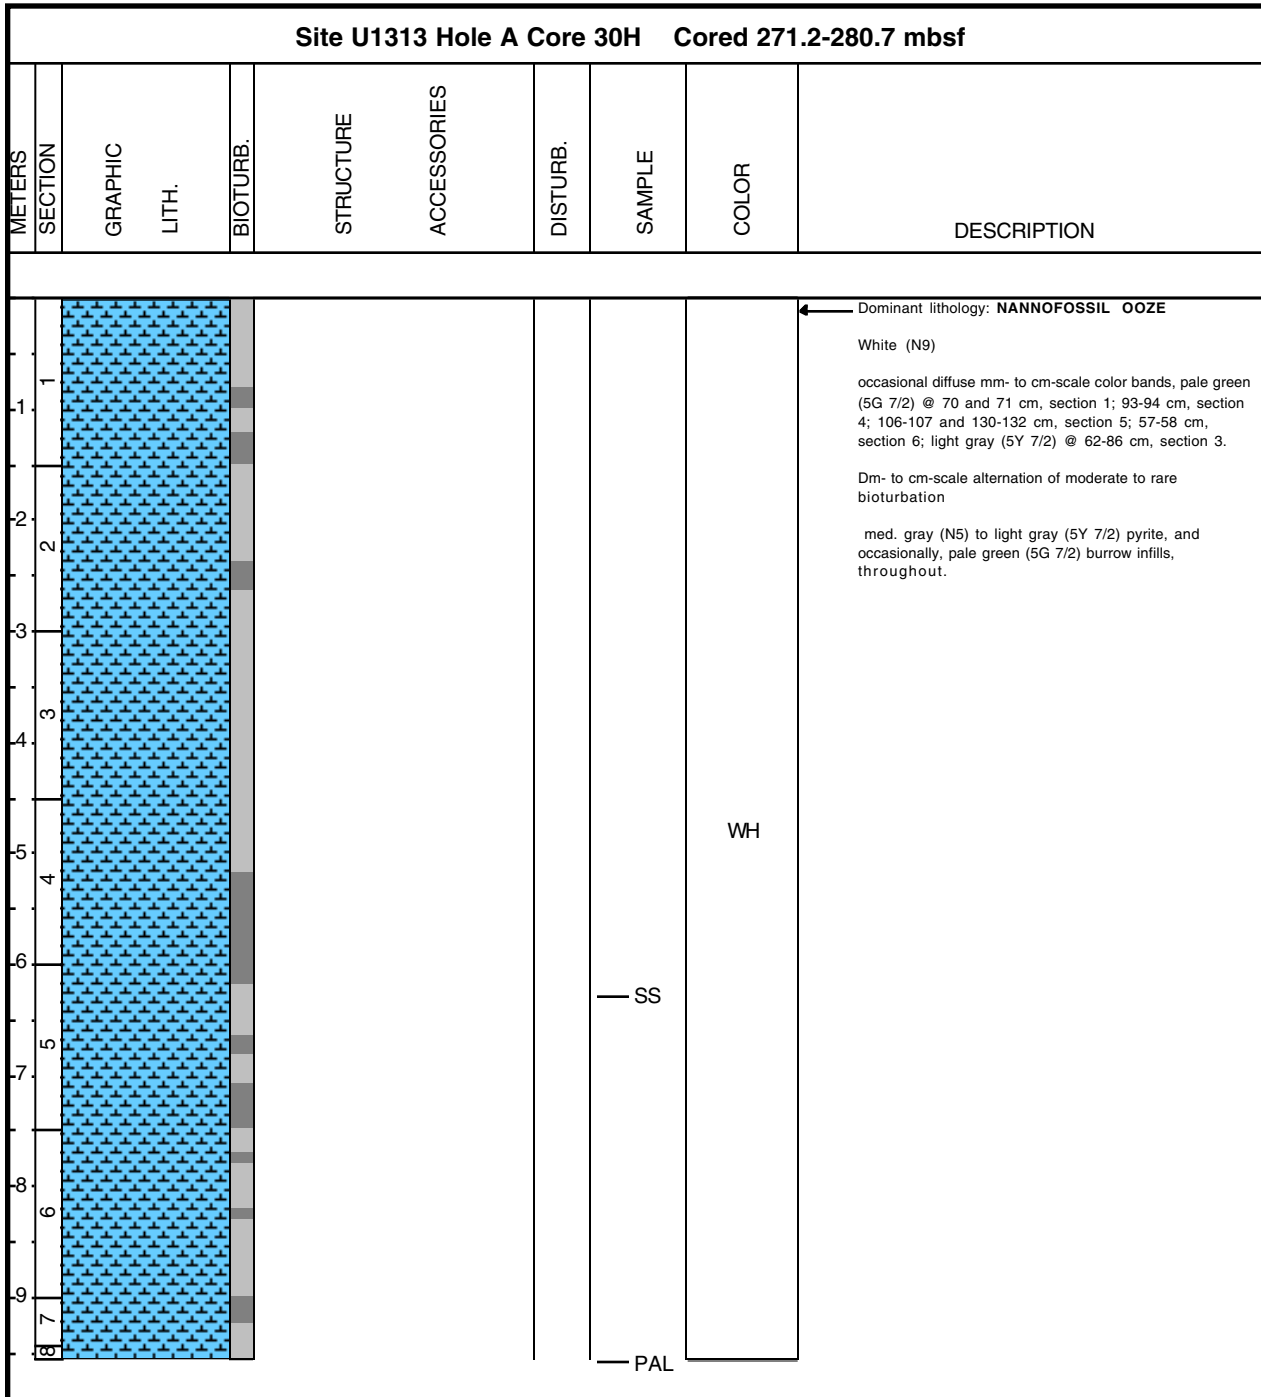 Site U1313 Hole A Core 30H Cored 271.2-280.7 mbsf
METERS
SECTION
GRAPHIC
LITH.
BIOTURB.
STRUCTURE
ACCESSORIES
DISTURB.
SAMPLE
COLOR
DESCRIPTION
Dominant lithology: NANNOFOSSIL OOZE
White (N9)
occasional diffuse mm- to cm-scale color bands, pale green
(5G 7/2) @ 70 and 71 cm, section 1; 93-94 cm, section
4; 106-107 and 130-132 cm, section 5; 57-58 cm,
section 6; light gray (5Y 7/2) @ 62-86 cm, section 3.
Dm- to cm-scale alternation of moderate to rare
bioturbation
med. gray (N5) to light gray (5Y 7/2) pyrite, and
occasionally, pale green (5G 7/2) burrow infills,
throughout.
1
1
2
2
3
3
4
WH
5
4
6
SS
5
7
8
6
9
7
8
PAL